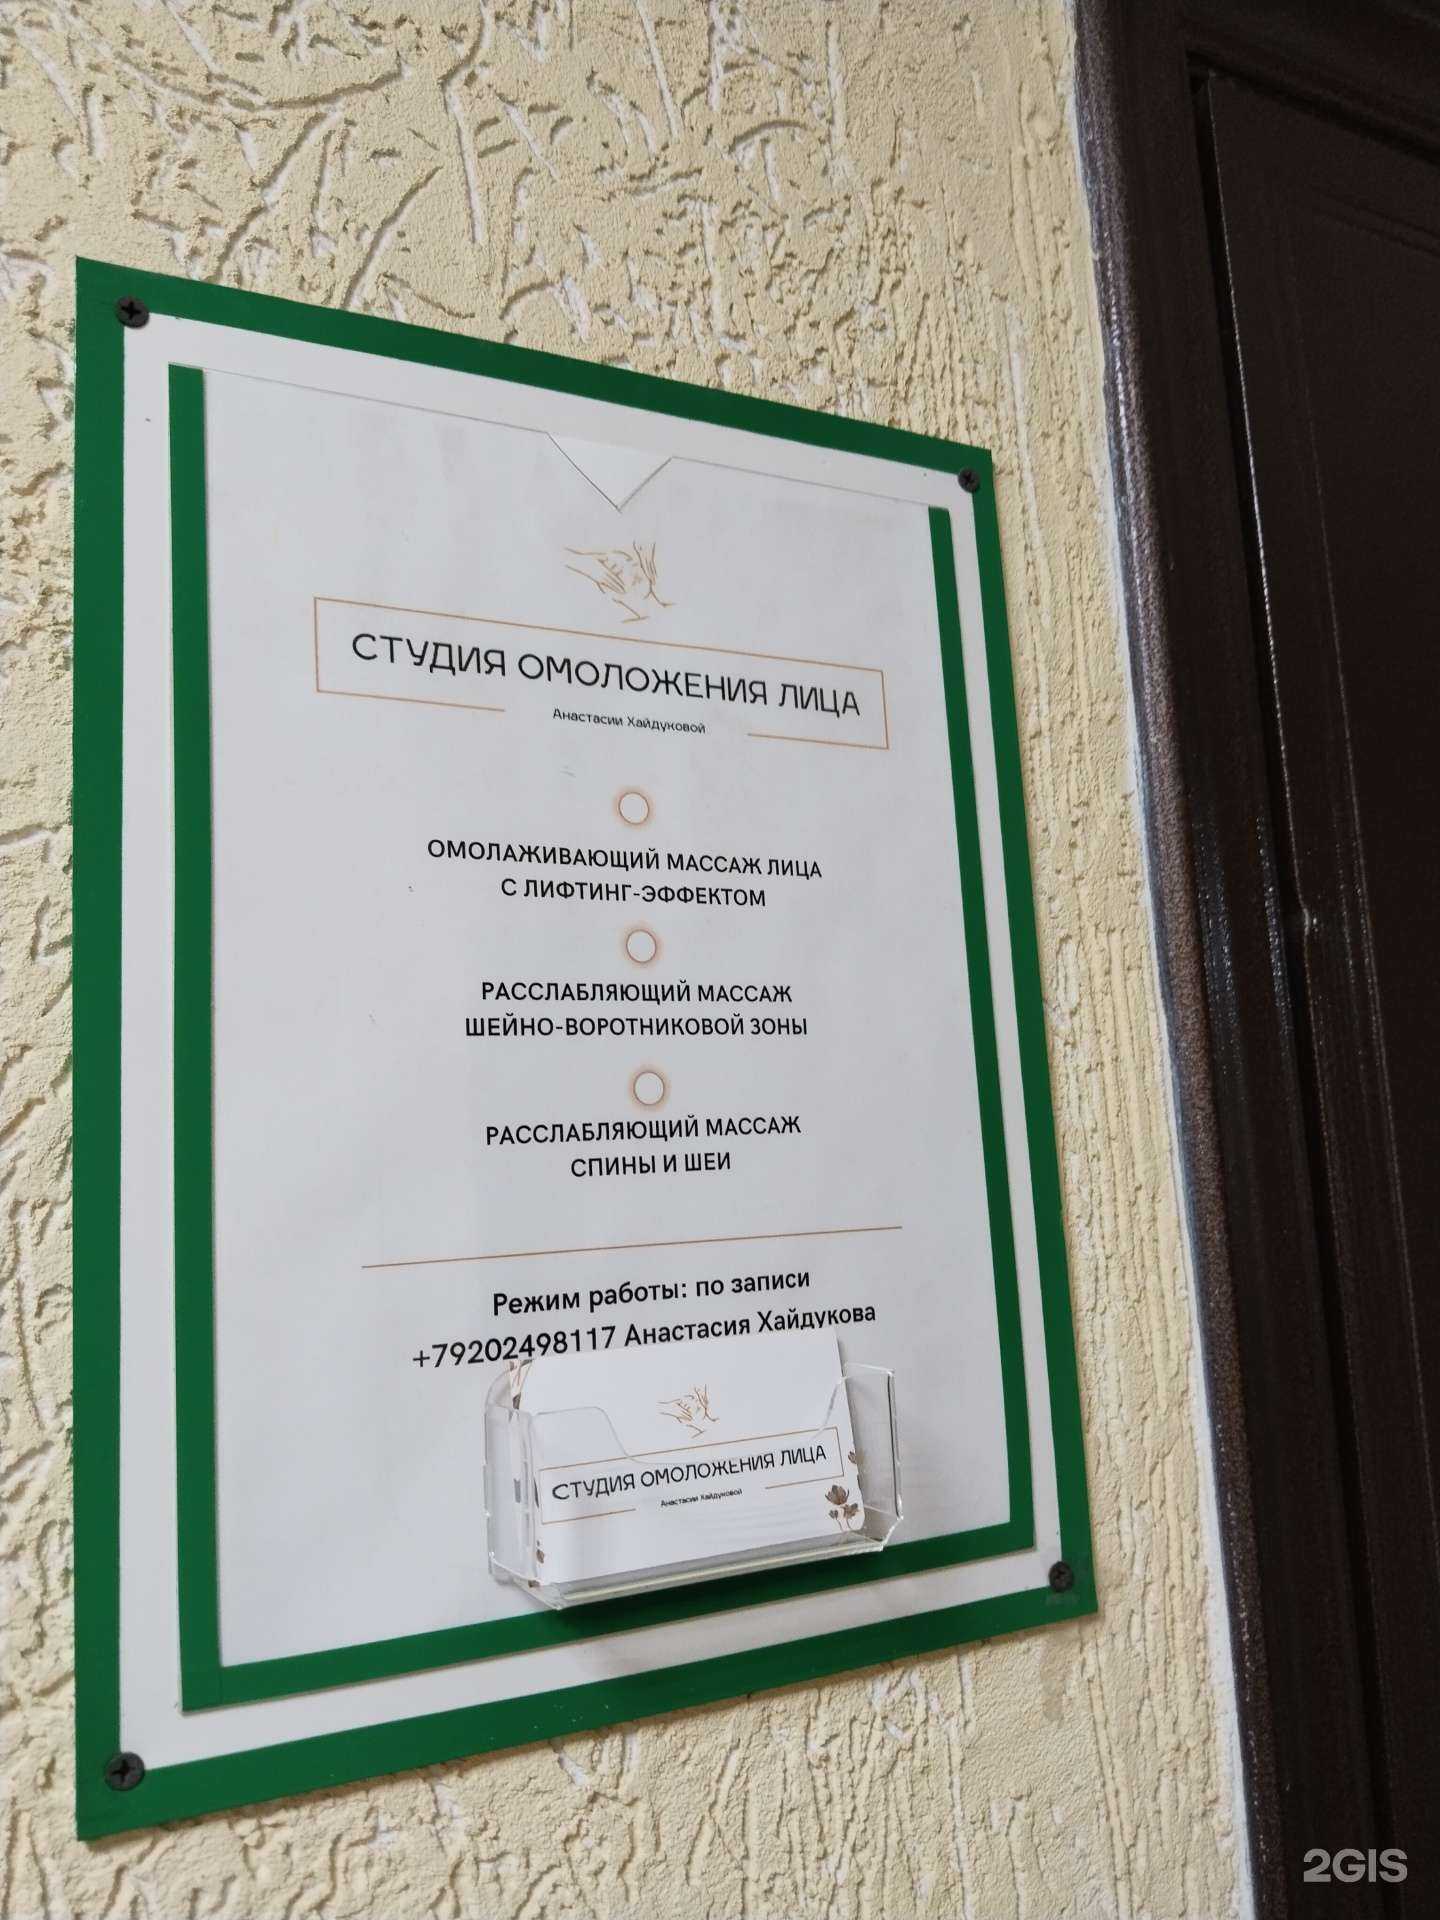 СТУДИЯ ОМОЛОЖЕНИЯ ЛИЦА
Анастасии Хайдуковой
ОМОЛАЖИВАЮЩИЙ МАССАЖ ЛИЦА
С ЛИФТИНГ-ЭФФЕКТОМ
РАССЛАБЛЯЮЩИЙ МАССАЖ
ШЕЙНО-ВОРОТНИКОВОЙ ЗОНЫ
РАССЛАБЛЯЮЩИЙ МАССАЖ
СПИНЫ И ШЕИ
Режим работы: по записи
+79202498117 Анастасия Хайдукова
СТУДИЯ ОМОЛОЖЕНИЯ ЛИЦА
Анастасии Хайдуковой
2GIS